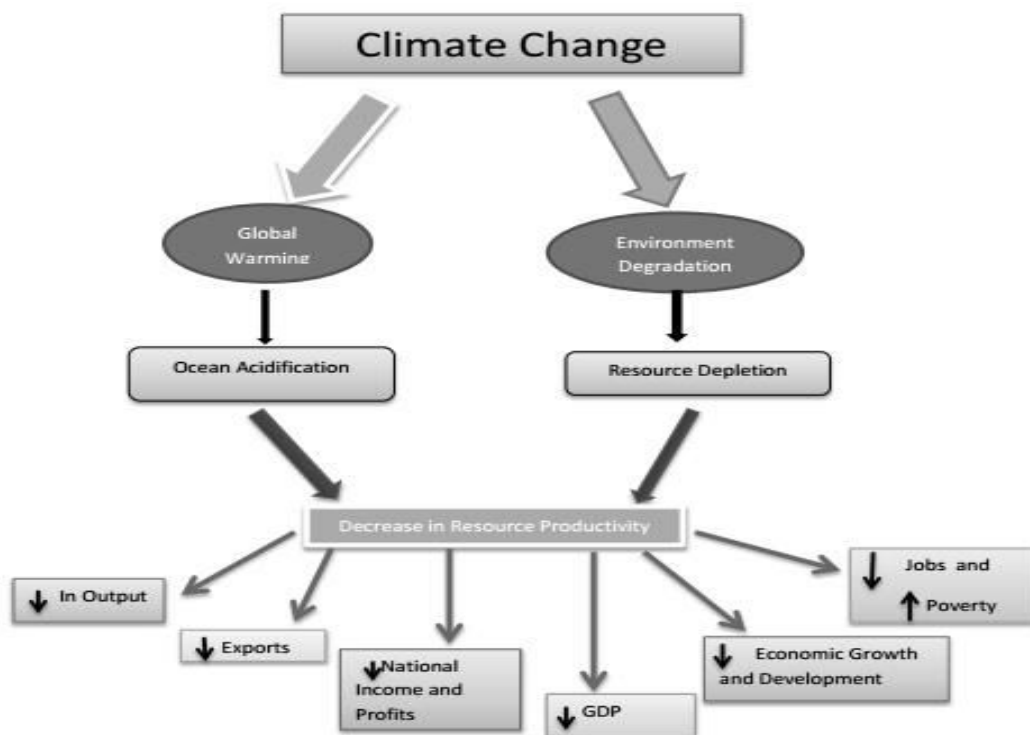 Climate Change
Global
Warming
Environment
Degradation
Ocean Acidification
Resource Depletion
Decrease in Resource Productivity
↓ In Output
↓ Exports
↓ National
Income and
Profits
↓ GDP
↓ Economic Growth
and Development
↓ Jobs and
↑ Poverty